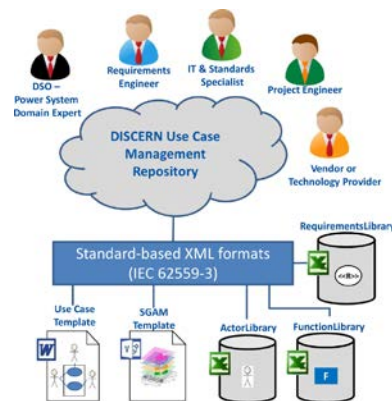 DSO –
Power System
Domain Expert
Requirements
Engineer
IT & Standards
Specialist
Project Engineer
Vendor or
Technology Provider
DISCERN Use Case
Management
Repository
RequirementsLibrary
Standard-based XML formats
(IEC 62559-3)
Use Case
Template
SGAM
Template
ActorLibrary
FunctionLibrary
W
F